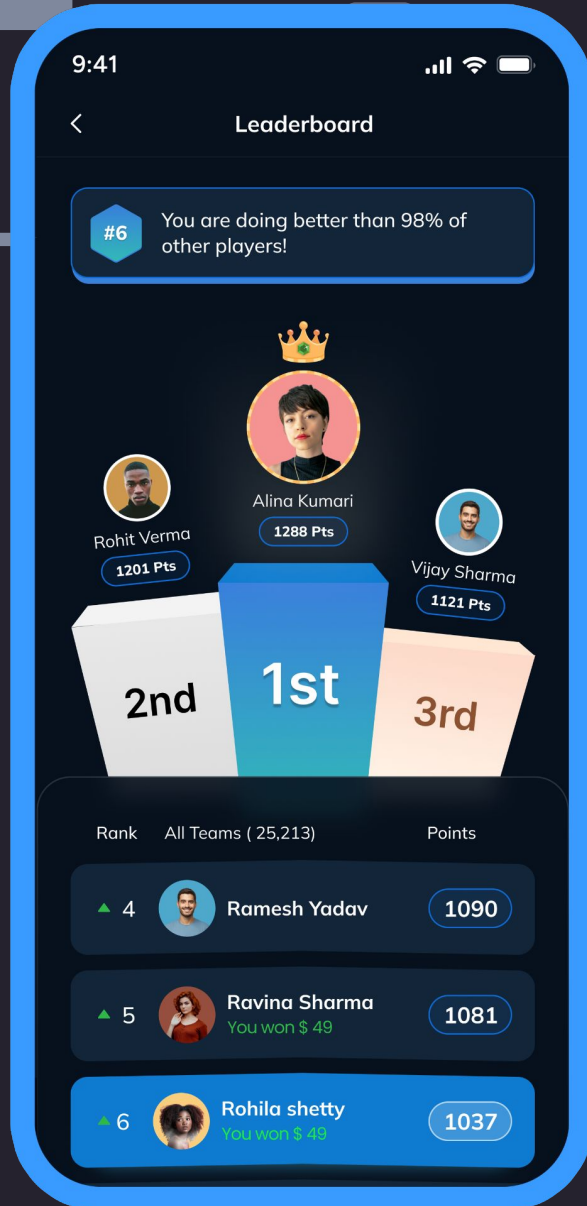 9:41
Leaderboard
#6
You are doing better than 98% of
other players!
Alina Kumari
1288 Pts
Rohit Verma
1201 Pts
Vijay Sharma
1121 Pts
1st
2nd
3rd
Rank All Teams ( 25,213) Points
4 Ramesh Yadav 1090
5 Ravina Sharma 1081
You won $ 49
6 Rohila shetty 1037
You won $ 49